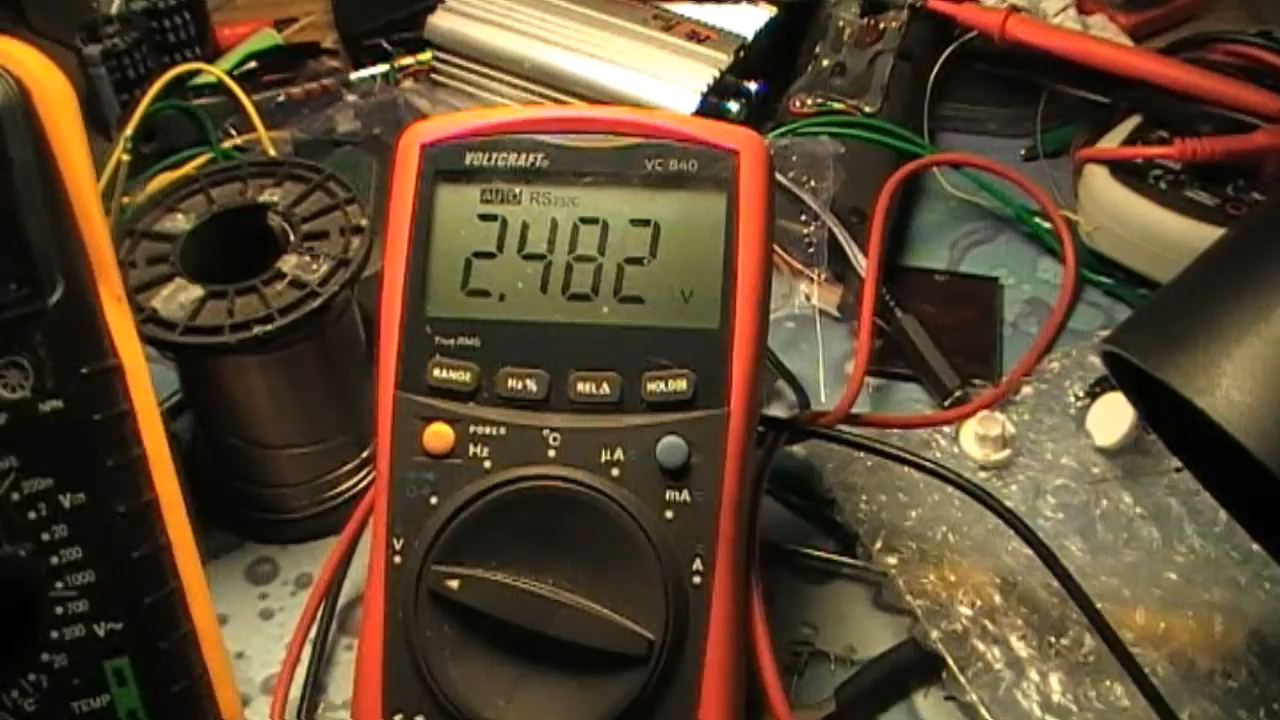 VOLTCRAFT®
VC 840
AUTO RS232C
2.482
V
True RMS
RANGE
Hz%
RELΔ
HOLD
POWER
Hz
°C
µA
mA
V
A
200m
2
V
20
200
1000
700
200
V~
20
TEMP
°C